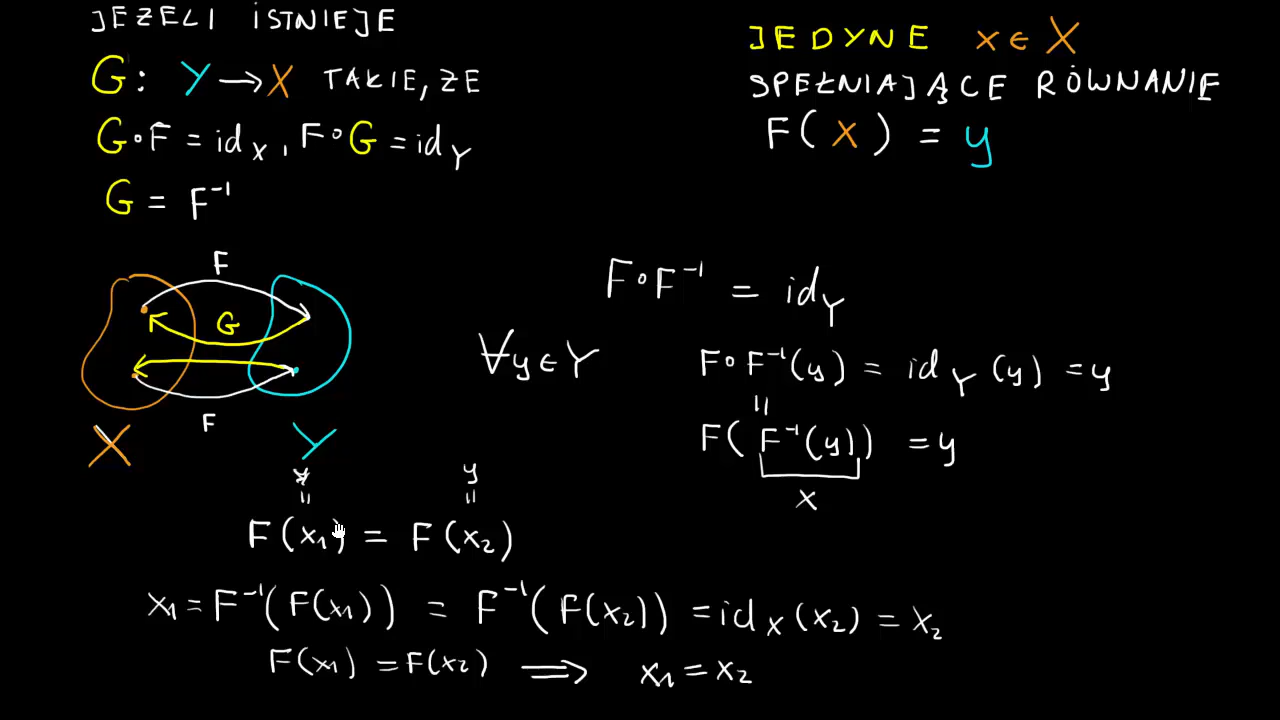 JEŻELI ISTNIEJE
G: Y → X TAKIE, ŻE
G∘F = id_X, F∘G = id_Y
G = F⁻¹
JEDYNE x ∈ X
SPEŁNIAJĄCE RÓWNANIE
F(x) = y
F
G
F
X Y
F∘F⁻¹ = id_Y
∀y∈Y F∘F⁻¹(y) = id_Y(y) = y
=
F(F⁻¹(y)) = y
x
y
= =
F(x₁) = F(x₂)
x₁ = F⁻¹(F(x₁)) = F⁻¹(F(x₂)) = id_X(x₂) = x₂
F(x₁) = F(x₂) ⟹ x₁ = x₂